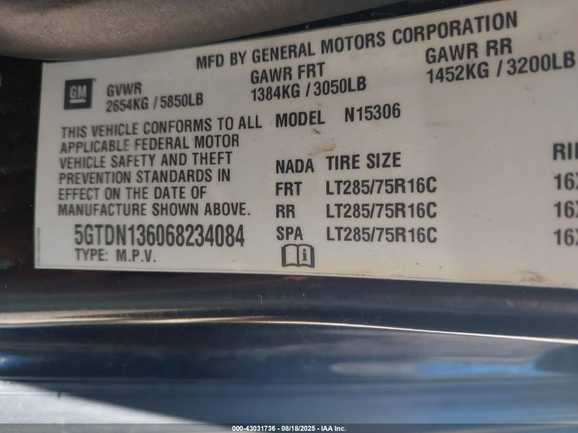 MFD BY GENERAL MOTORS CORPORATION
GM
GVWR GAWR FRT GAWR RR
2654KG / 5850LB 1384KG / 3050LB 1452KG / 3200LB
THIS VEHICLE CONFORMS TO ALL
APPLICABLE FEDERAL MOTOR
VEHICLE SAFETY AND THEFT
PREVENTION STANDARDS IN
EFFECT ON THE DATE OF
MANUFACTURE SHOWN ABOVE.
5GTDN136068234084
TYPE: M.P.V.
MODEL N15306
NADA TIRE SIZE
FRT LT285/75R16C 16X
RR LT285/75R16C 16X
SPA LT285/75R16C 16X
000-43031736 - 08/18/2025 - IAA Inc.